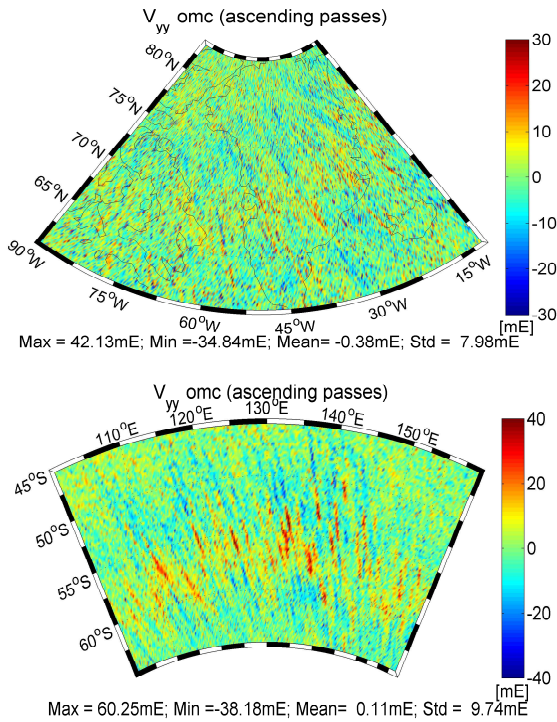 V_yy omc (ascending passes)
80°N
75°N
70°N
65°N
90°W
75°W
60°W
45°W
30°W
15°W
30
20
10
0
-10
-20
-30
[mE]
Max = 42.13mE; Min =-34.84mE; Mean= -0.38mE; Std = 7.98mE
V_yy omc (ascending passes)
110°E
120°E
130°E
140°E
150°E
45°S
50°S
55°S
60°S
40
20
0
-20
-40
[mE]
Max = 60.25mE; Min =-38.18mE; Mean= 0.11mE; Std = 9.74mE